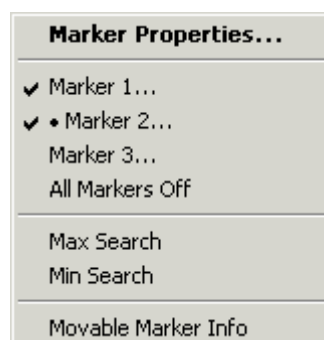 Marker Properties...
Marker 1...
• Marker 2...
Marker 3...
All Markers Off
Max Search
Min Search
Movable Marker Info